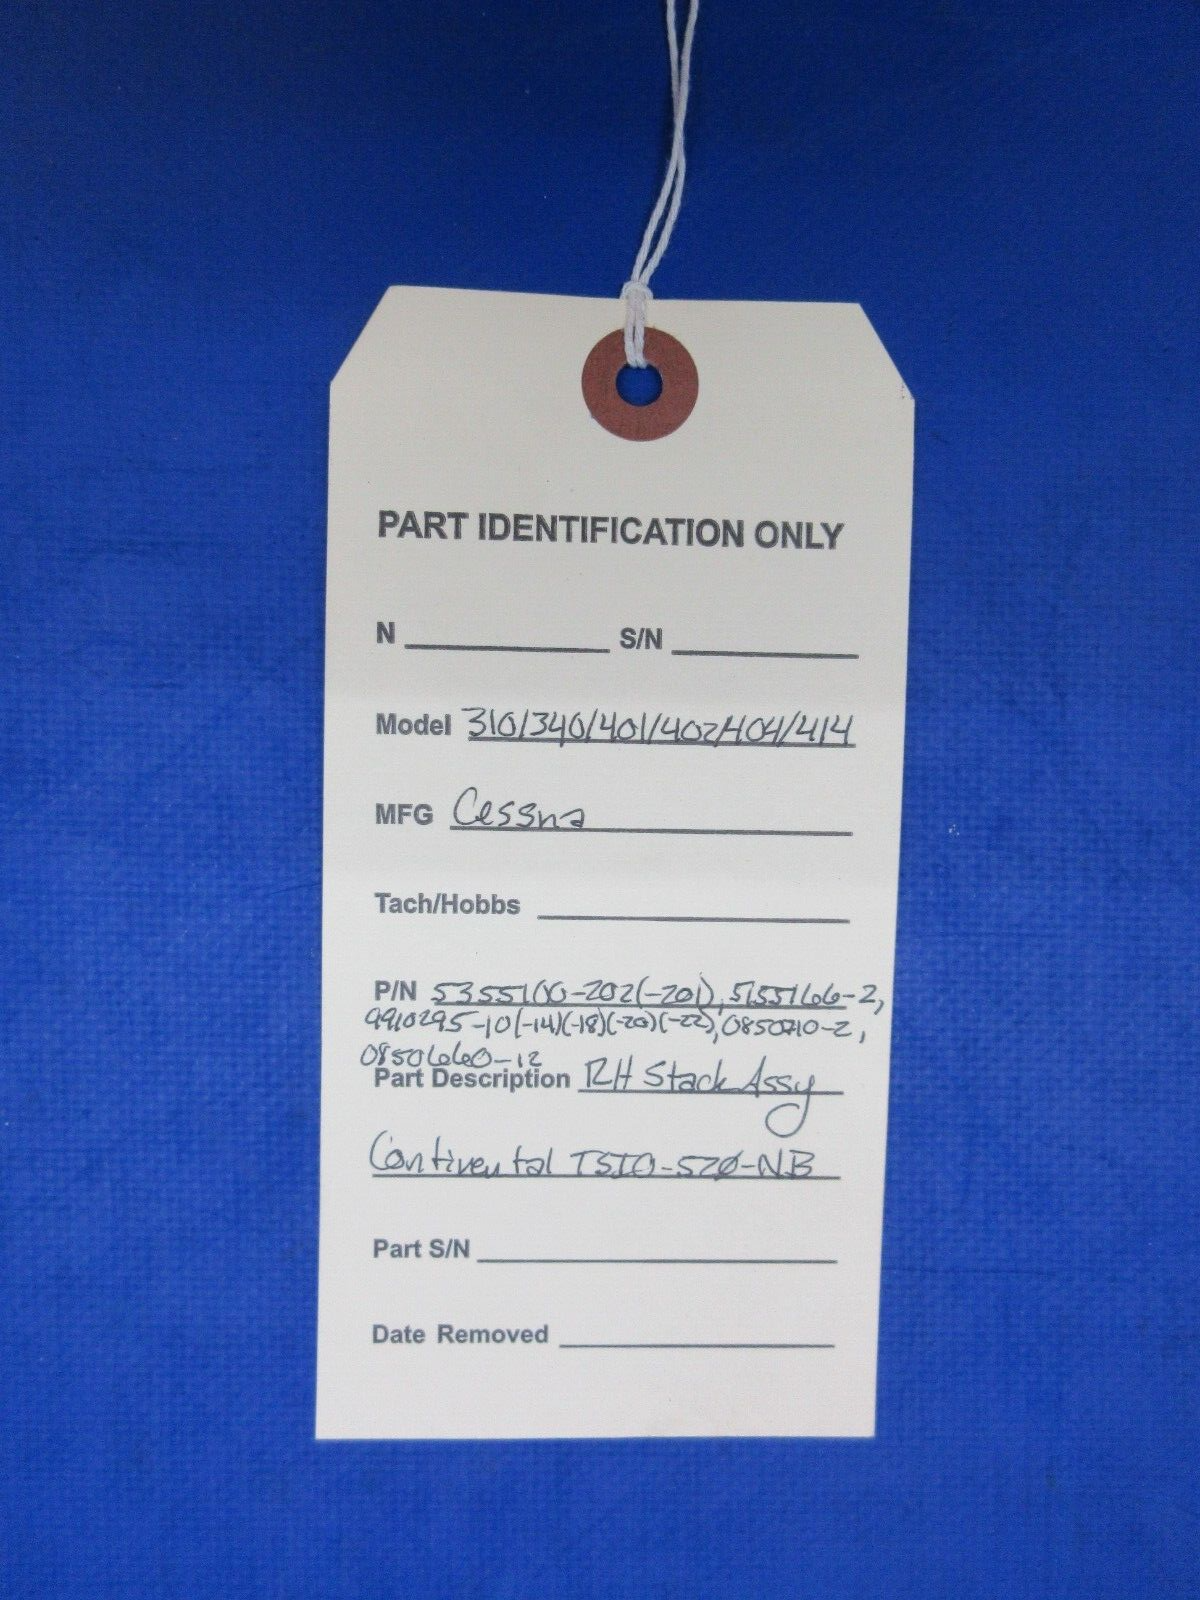 PART IDENTIFICATION ONLY
N S/N
Model 310/340/401/402/404/414
MFG Cessna
Tach/Hobbs
P/N 5355100-202(-201), 5155166-2,
9910295-10(-14)(-18)(-20)(-22), 0850710-2,
0850660-12
Part Description RH Stack Assy
Continental TSIO-520-NB
Part S/N
Date Removed